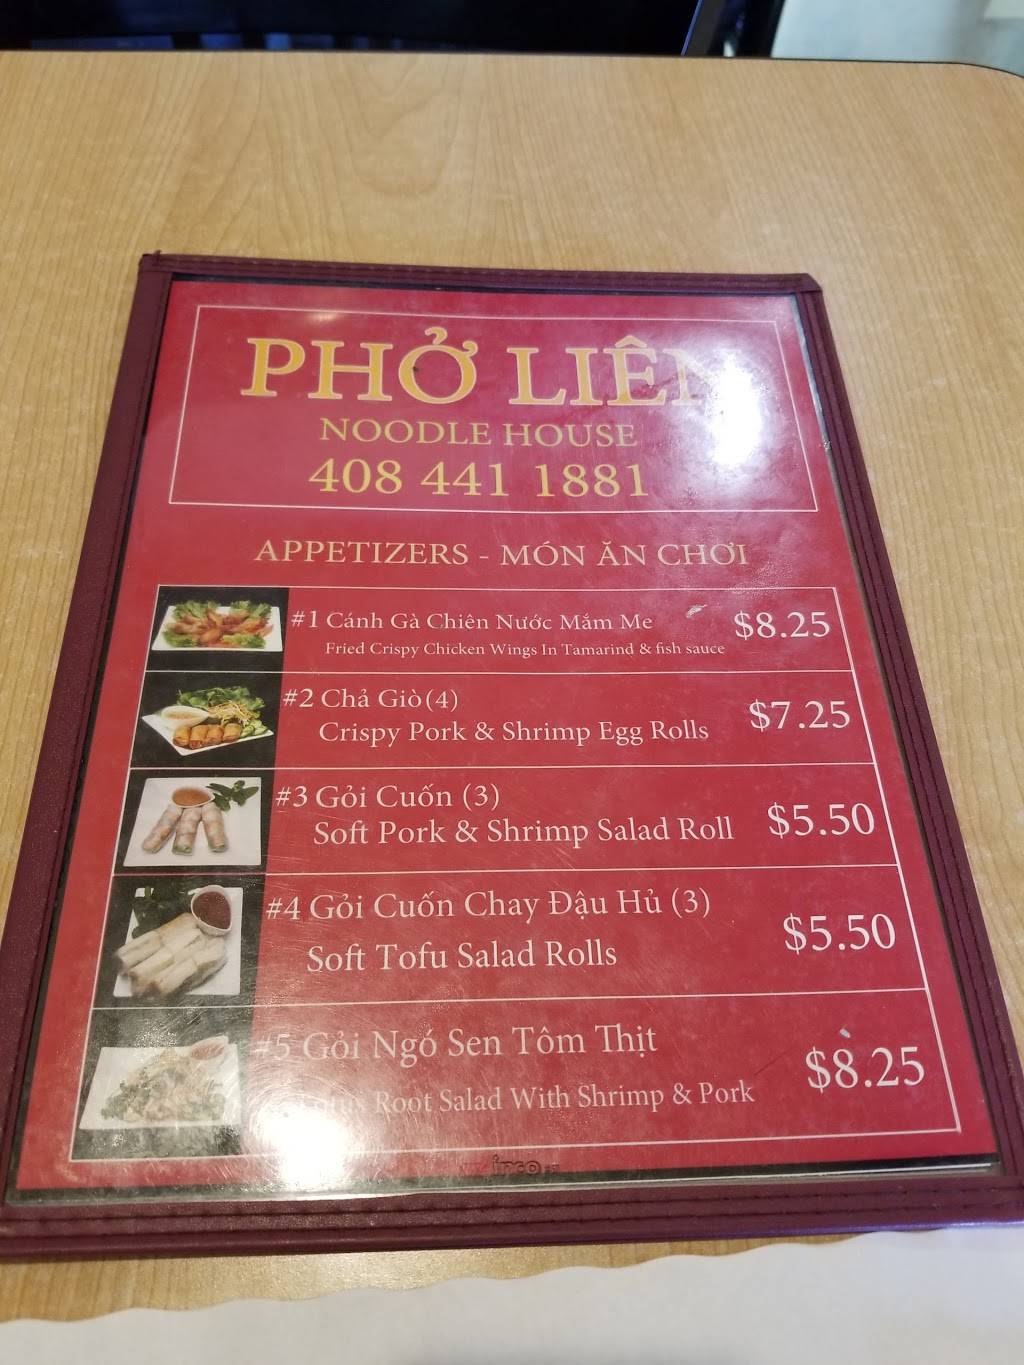 PHỞ LIÊN
NOODLE HOUSE
408 441 1881
APPETIZERS - MÓN ĂN CHƠI
#1 Cánh Gà Chiên Nước Mắm Me $8.25
Fried Crispy Chicken Wings In Tamarind & fish sauce
#2 Chả Giò(4) $7.25
Crispy Pork & Shrimp Egg Rolls
#3 Gỏi Cuốn (3) $5.50
Soft Pork & Shrimp Salad Roll
#4 Gỏi Cuốn Chay Đậu Hủ (3) $5.50
Soft Tofu Salad Rolls
#5 Gỏi Ngó Sen Tôm Thịt $8.25
Lotus Root Salad With Shrimp & Pork